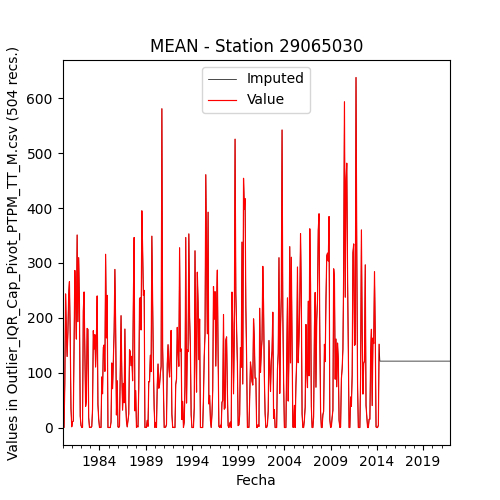 MEAN - Station 29065030
Imputed
Value
Values in Outlier_IQR_Cap_Pivot_PTPM_TT_M.csv (504 recs.)
600
500
400
300
200
100
0
1984 1989 1994 1999 2004 2009 2014 2019
Fecha